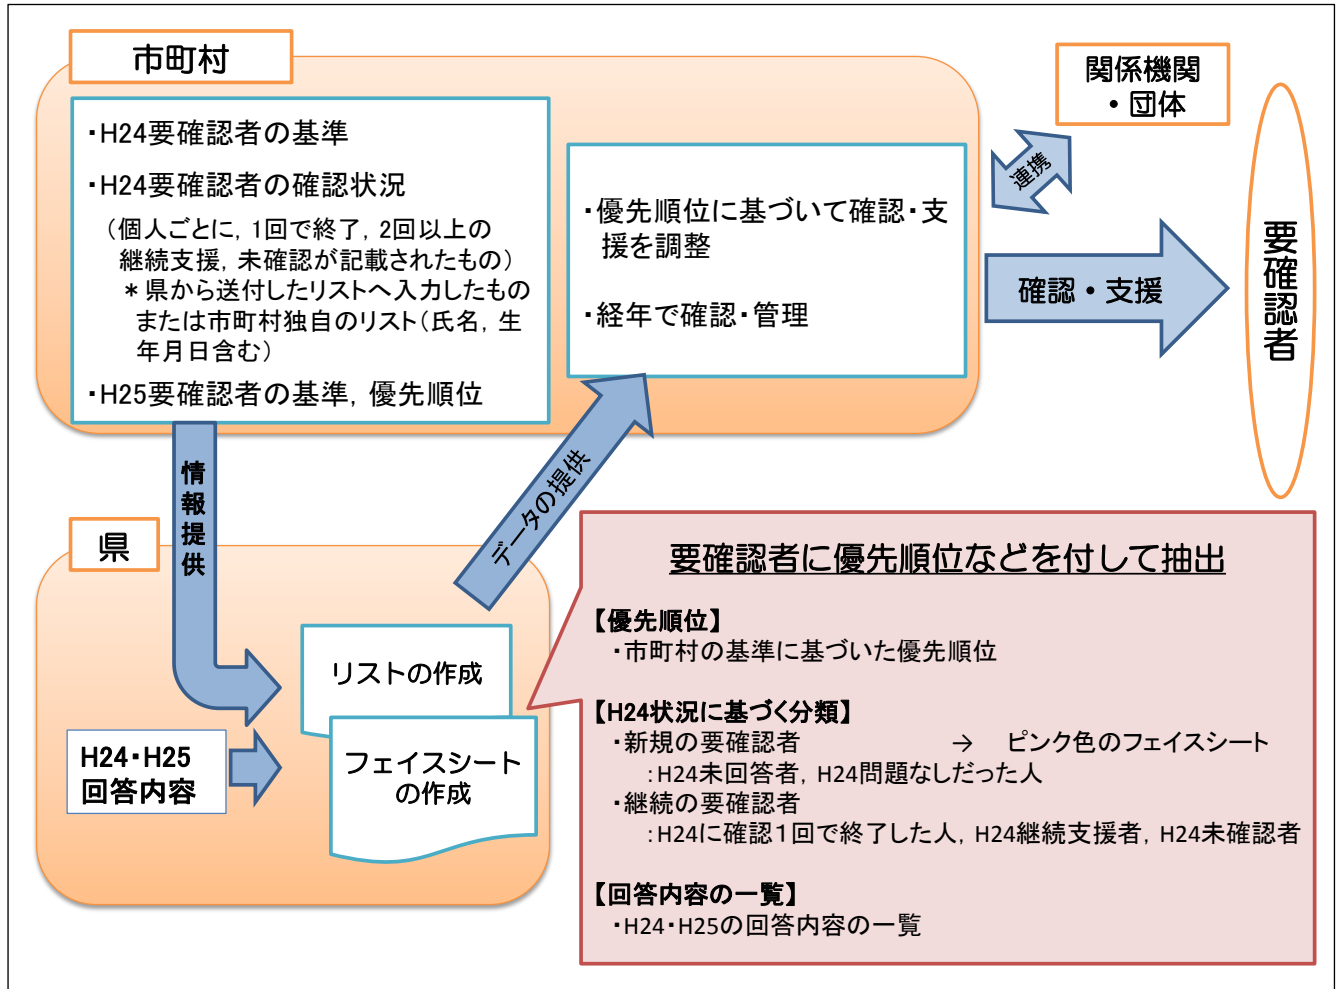 市町村
・H24要確認者の基準
・H24要確認者の確認状況
（個人ごとに，1回で終了，2回以上の
継続支援，未確認が記載されたもの）
＊県から送付したリストへ入力したもの
または市町村独自のリスト（氏名，生
年月日含む）
・H25要確認者の基準，優先順位
・優先順位に基づいて確認・支
援を調整
・経年で確認・管理
関係機関
・団体
連携
確認・支援
要確認者
情報提供
データの提供
県
リストの作成
フェイスシート
の作成
H24・H25
回答内容
要確認者に優先順位などを付して抽出
【優先順位】
・市町村の基準に基づいた優先順位
【H24状況に基づく分類】
・新規の要確認者　→　ピンク色のフェイスシート
：H24未回答者，H24問題なしだった人
・継続の要確認者
：H24に確認１回で終了した人，H24継続支援者，H24未確認者
【回答内容の一覧】
・H24・H25の回答内容の一覧